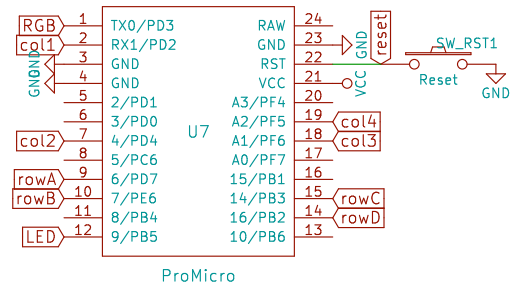 RGB 1 TX0/PD3 RAW 24
col1 2 RX1/PD2 GND 23 GND reset SW_RST1
GND 3 GND RST 22 Reset
GND 4 GND VCC 21 VCC GND
5 2/PD1 A3/PF4 20
6 3/PD0 A2/PF5 19 col4
col2 7 4/PD4 U7 A1/PF6 18 col3
8 5/PC6 A0/PF7 17
rowA 9 6/PD7 15/PB1 16
rowB 10 7/PE6 14/PB3 15 rowC
11 8/PB4 16/PB2 14 rowD
LED 12 9/PB5 10/PB6 13
ProMicro